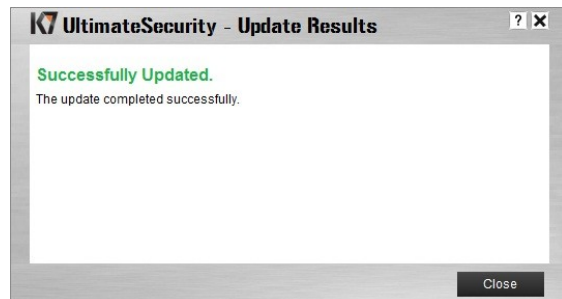 K7 UltimateSecurity - Update Results ? X
Successfully Updated.
The update completed successfully.
Close